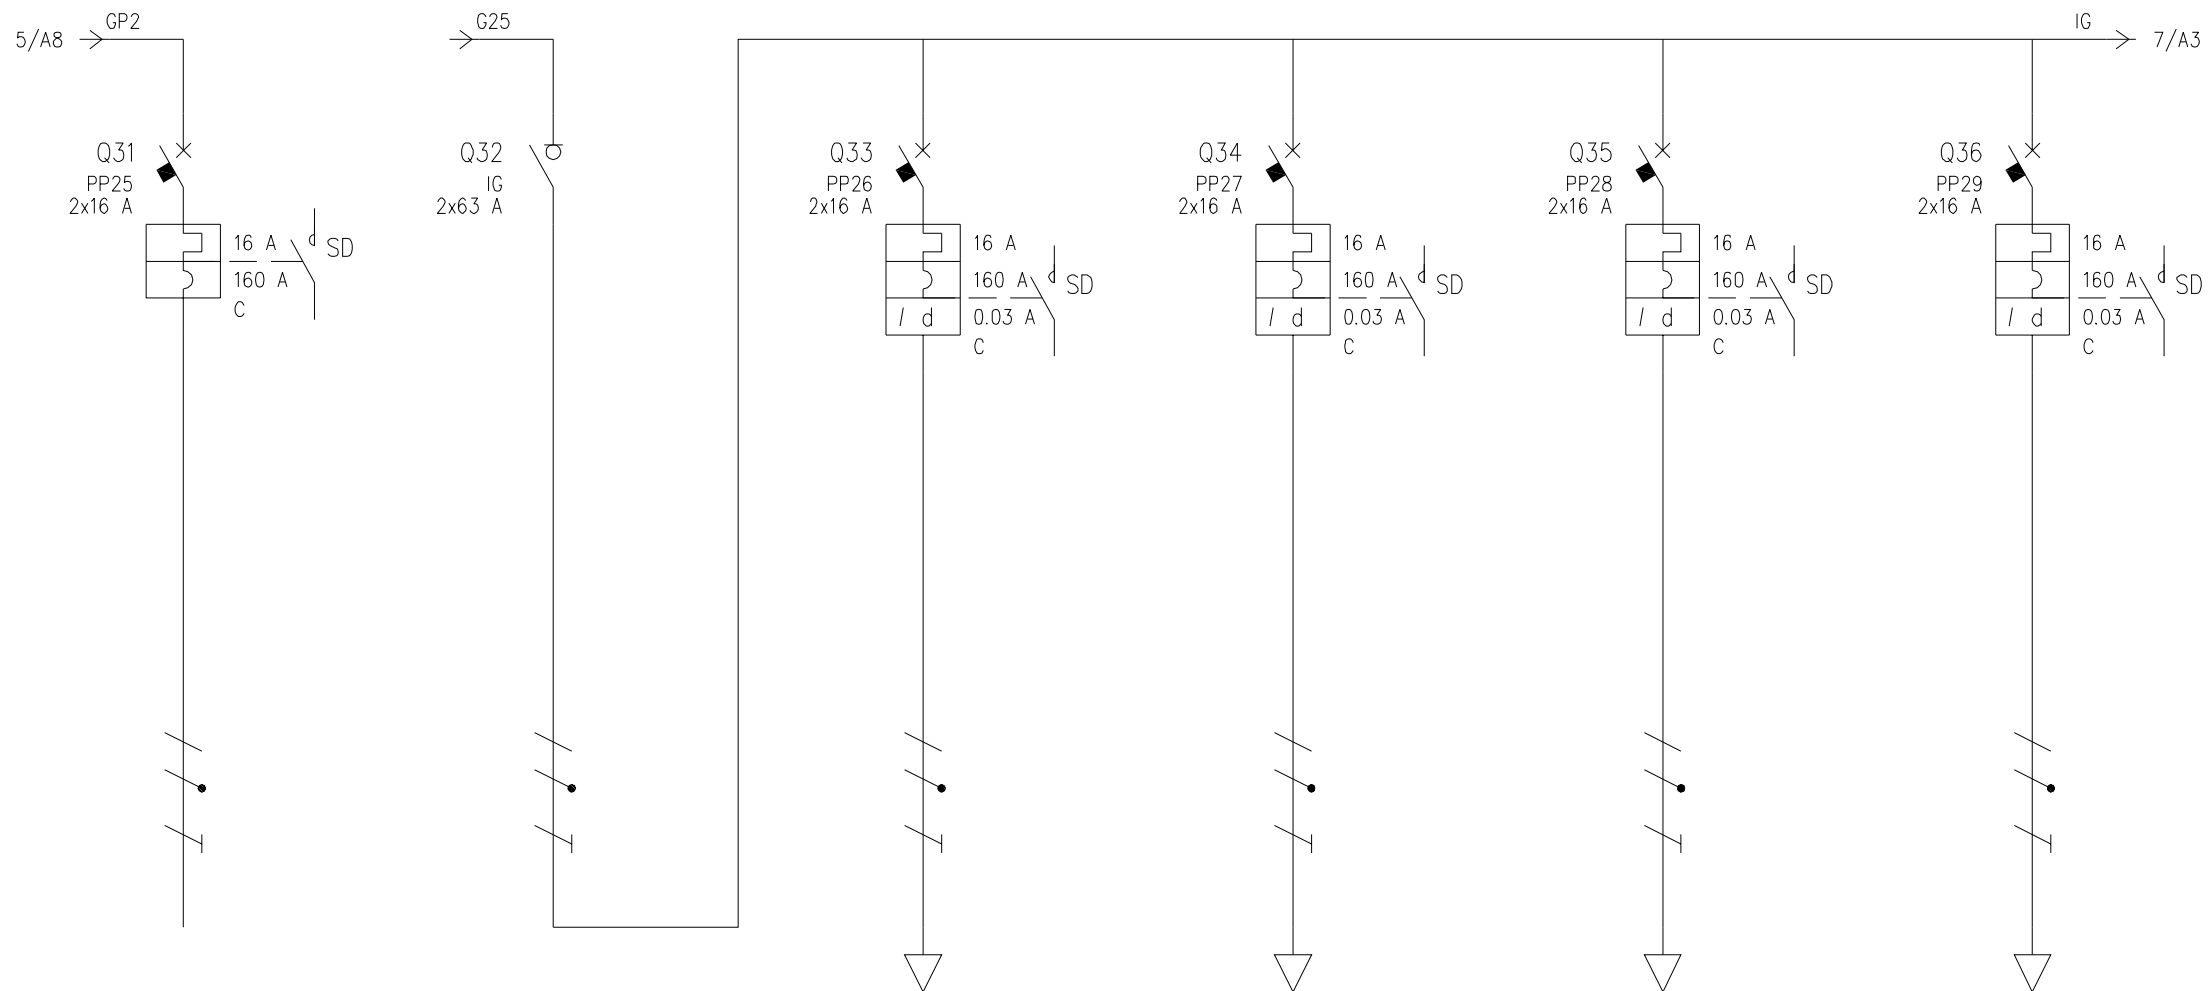 GP2
5/A8
G25
IG
7/A3
Q31
PP25
2x16 A
16 A
160 A
C
SD
Q32
IG
2x63 A
Q33
PP26
2x16 A
16 A
160 A
0.03 A
C
SD
I d
Q34
PP27
2x16 A
16 A
160 A
0.03 A
C
SD
I d
Q35
PP28
2x16 A
16 A
160 A
0.03 A
C
SD
I d
Q36
PP29
2x16 A
16 A
160 A
0.03 A
C
SD
I d